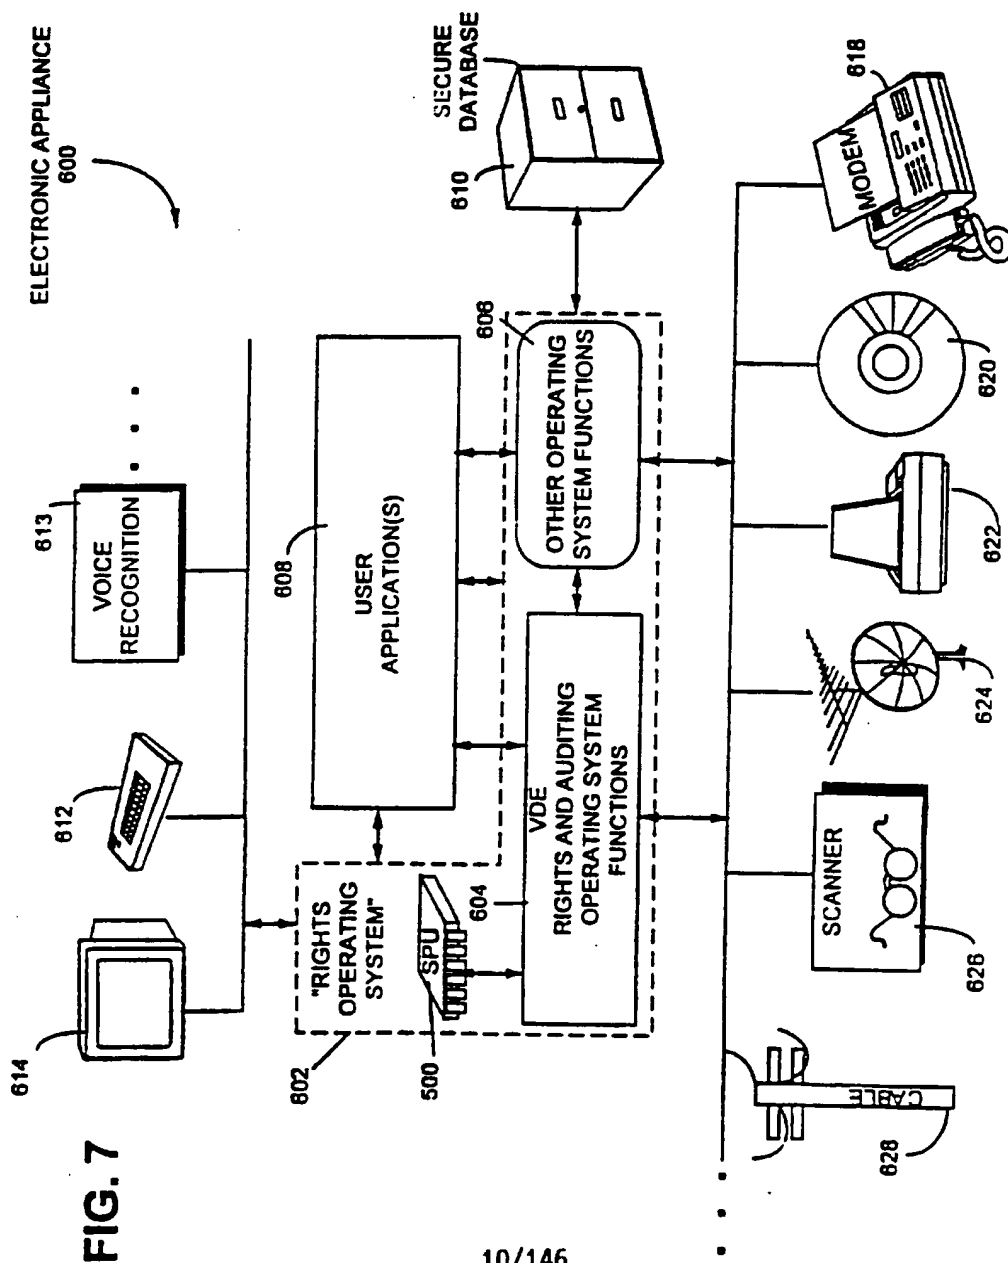 FIG. 7
ELECTRONIC APPLIANCE
600
614
612
613
VOICE
RECOGNITION
608
USER
APPLICATION(S)
"RIGHTS
OPERATING
SYSTEM"
602
SPU
500
604
VDE
RIGHTS AND AUDITING
OPERATING SYSTEM
FUNCTIONS
606
OTHER OPERATING
SYSTEM FUNCTIONS
610
SECURE
DATABASE
CABLE
628
SCANNER
626
624
622
620
MODEM
618
10/146